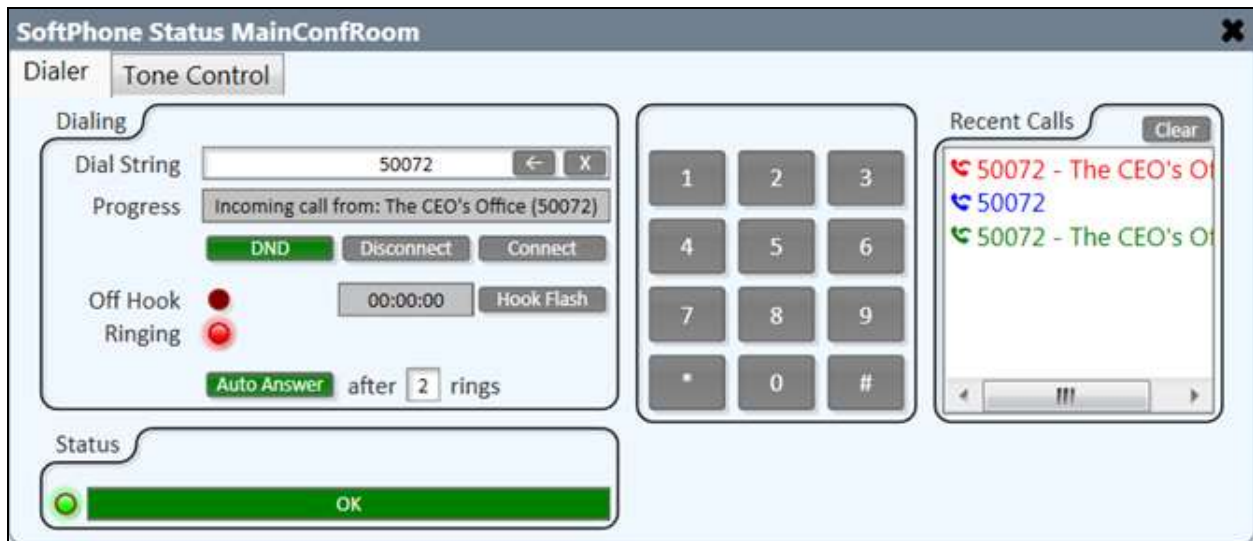 SoftPhone Status MainConfRoom
Dialer Tone Control
Dialing
Dial String 50072 X
Progress Incoming call from: The CEO's Office (50072)
DND Disconnect Connect
Off Hook 00:00:00 Hook Flash
Ringing
Auto Answer after 2 rings
Status
OK
1 2 3
4 5 6
7 8 9
* 0 #
Recent Calls Clear
50072 - The CEO's Of
50072
50072 - The CEO's Of